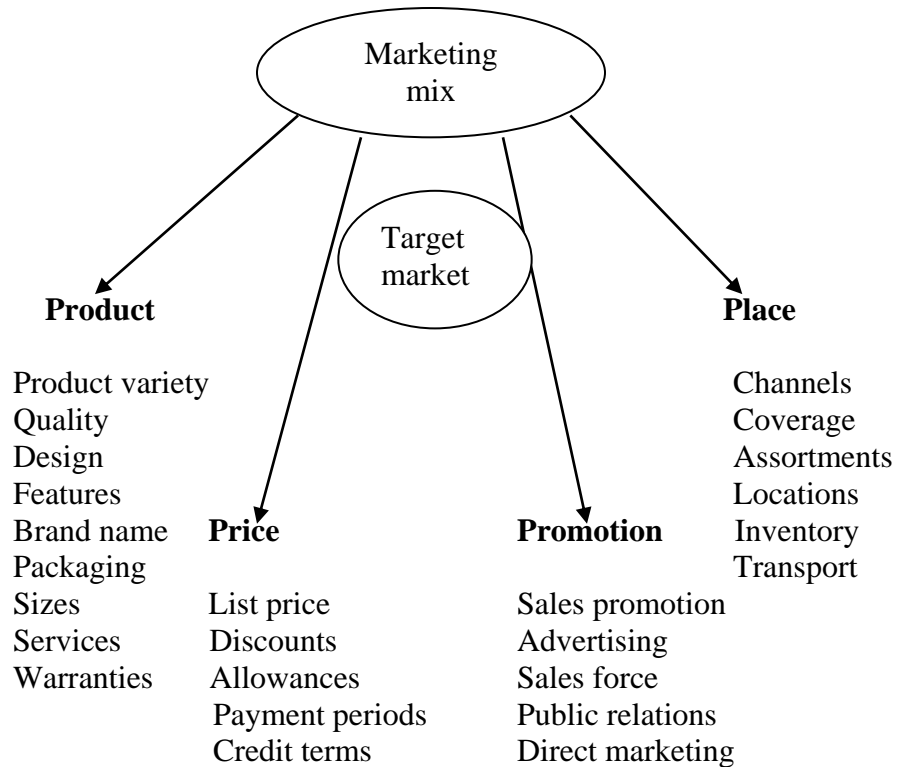 Marketing
mix
Target
market
Product
Product variety
Quality
Design
Features
Brand name
Packaging
Sizes
Services
Warranties
Price
List price
Discounts
Allowances
Payment periods
Credit terms
Promotion
Sales promotion
Advertising
Sales force
Public relations
Direct marketing
Place
Channels
Coverage
Assortments
Locations
Inventory
Transport